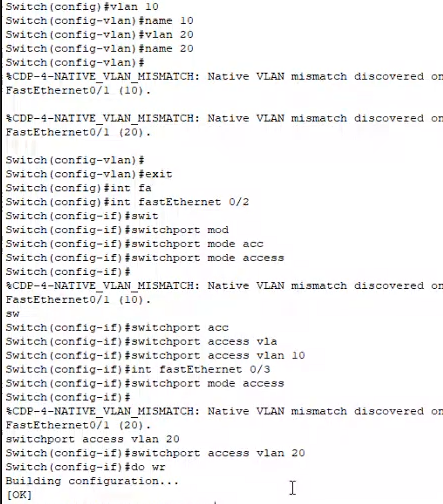 Switch(config)#vlan 10
Switch(config-vlan)#name 10
Switch(config-vlan)#vlan 20
Switch(config-vlan)#name 20
Switch(config-vlan)#
%CDP-4-NATIVE_VLAN_MISMATCH: Native VLAN mismatch discovered on
FastEthernet0/1 (10).
%CDP-4-NATIVE_VLAN_MISMATCH: Native VLAN mismatch discovered on
FastEthernet0/1 (20).
Switch(config-vlan)#
Switch(config-vlan)#exit
Switch(config)#int fa
Switch(config)#int fastEthernet 0/2
Switch(config-if)#swit
Switch(config-if)#switchport mod
Switch(config-if)#switchport mode acc
Switch(config-if)#switchport mode access
Switch(config-if)#
%CDP-4-NATIVE_VLAN_MISMATCH: Native VLAN mismatch discovered on
FastEthernet0/1 (10).
sw
Switch(config-if)#switchport acc
Switch(config-if)#switchport access vla
Switch(config-if)#switchport access vlan 10
Switch(config-if)#int fastEthernet 0/3
Switch(config-if)#switchport mode access
Switch(config-if)#
%CDP-4-NATIVE_VLAN_MISMATCH: Native VLAN mismatch discovered on
FastEthernet0/1 (20).
switchport access vlan 20
Switch(config-if)#switchport access vlan 20
Switch(config-if)#do wr
Building configuration...
[OK]